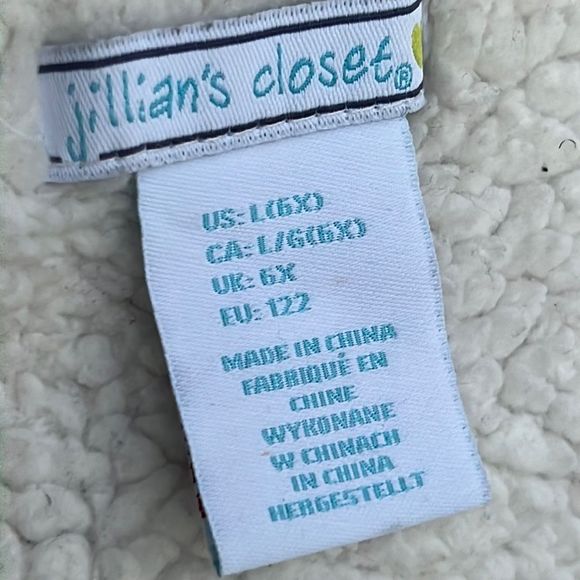 jillian's closet®
US: L(6X)
CA: L/G(6X)
UK: 6X
EU: 122
MADE IN CHINA
FABRIQUÉ EN
CHINE
WYKONANE
W CHINACH
IN CHINA
HERGESTELLT